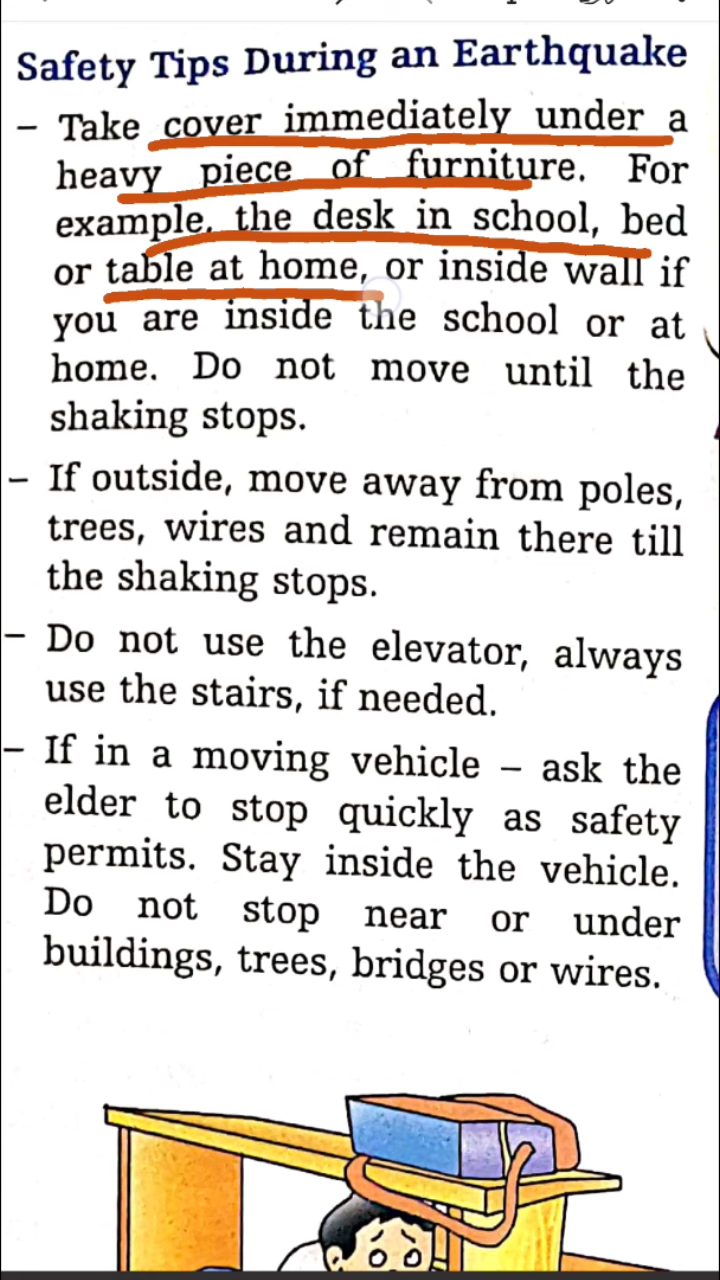 Safety Tips During an Earthquake
– Take cover immediately under a
heavy piece of furniture. For
example, the desk in school, bed
or table at home, or inside wall if
you are inside the school or at
home. Do not move until the
shaking stops.
– If outside, move away from poles,
trees, wires and remain there till
the shaking stops.
– Do not use the elevator, always
use the stairs, if needed.
– If in a moving vehicle – ask the
elder to stop quickly as safety
permits. Stay inside the vehicle.
Do not stop near or under
buildings, trees, bridges or wires.